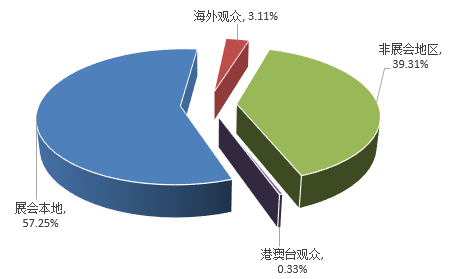 海外观众, 3.11%
非展会地区,
39.31%
展会本地,
57.25%
港澳台观众,
0.33%